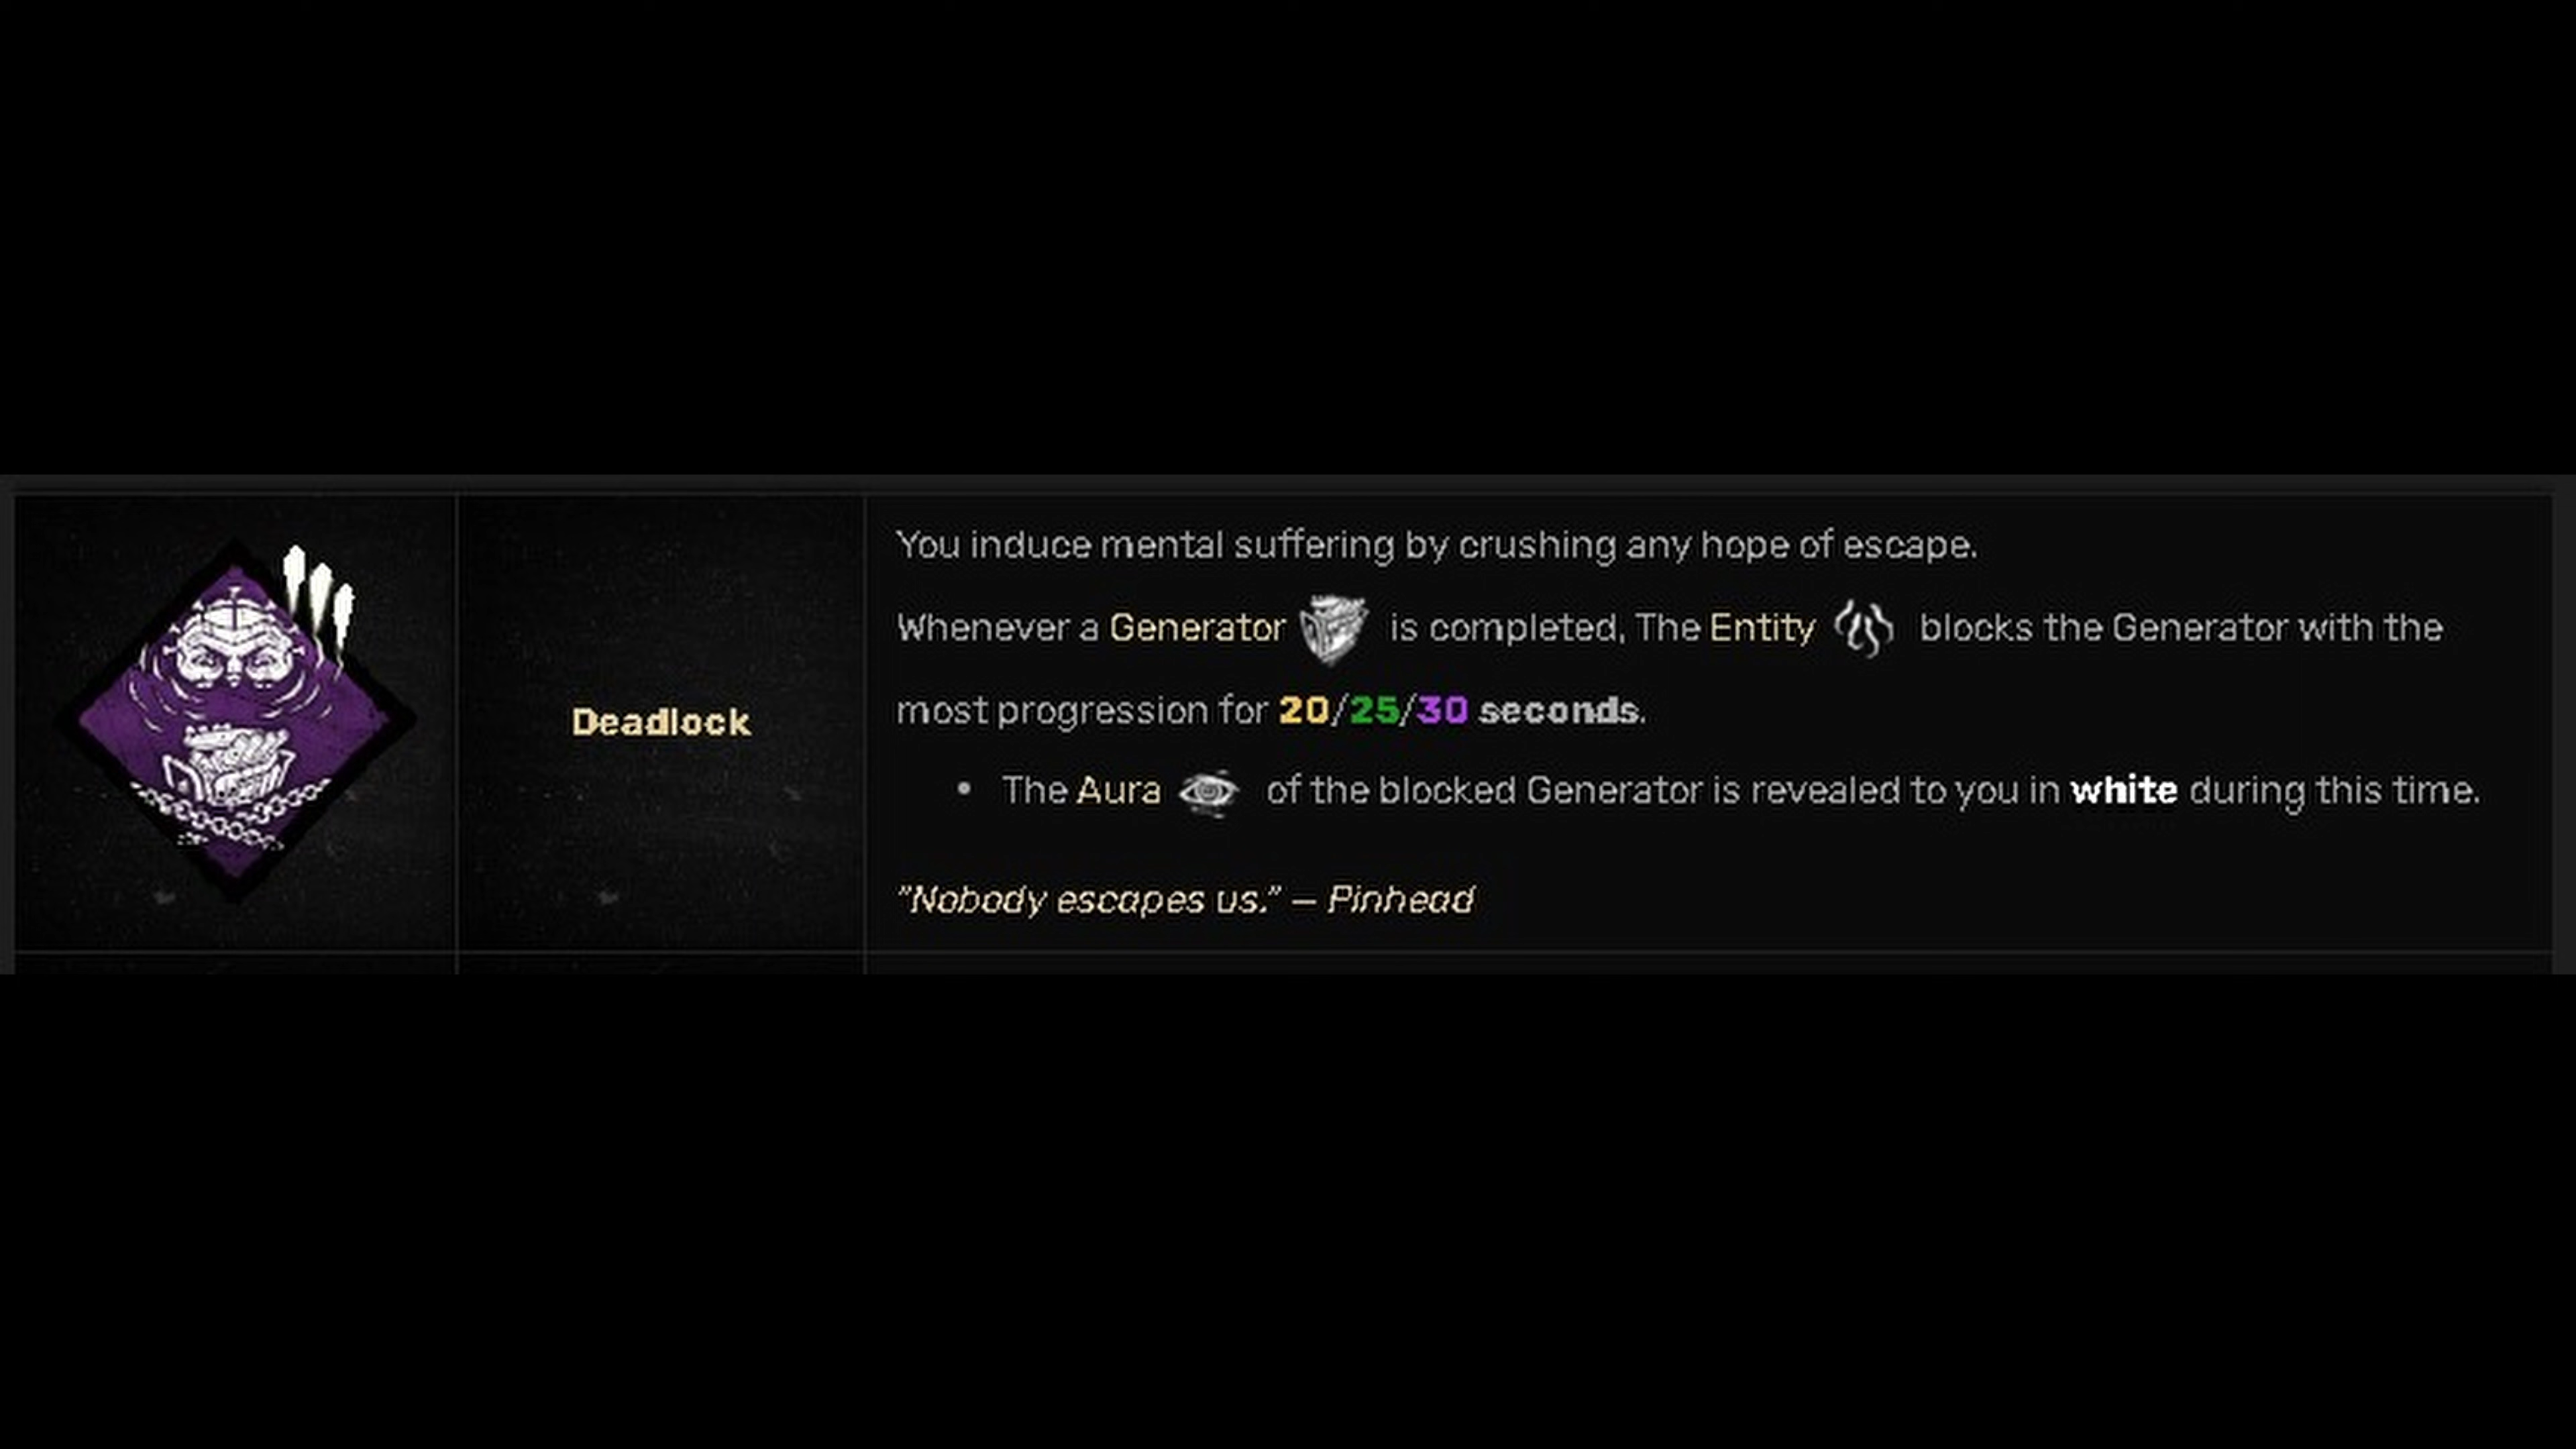 Deadlock
You induce mental suffering by crushing any hope of escape.
Whenever a Generator is completed, The Entity blocks the Generator with the
most progression for 20/25/30 seconds.
• The Aura of the blocked Generator is revealed to you in white during this time.
"Nobody escapes us." — Pinhead